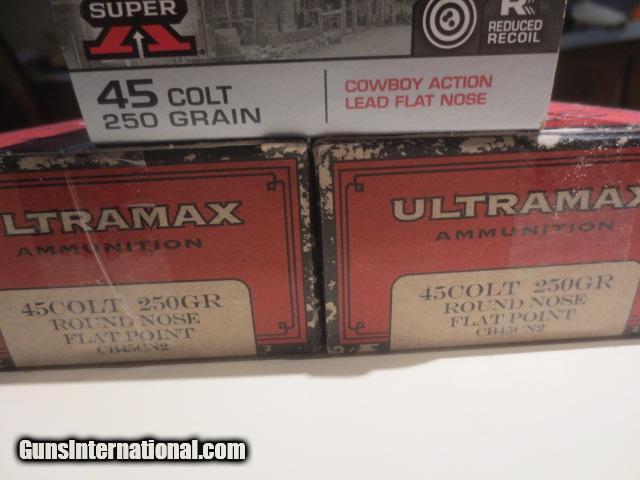 SUPER
X
R
REDUCED
RECOIL
45 COLT
250 GRAIN
COWBOY ACTION
LEAD FLAT NOSE
ULTRAMAX
AMMUNITION
45COLT 250GR
ROUND NOSE
FLAT POINT
CB45CN2
ULTRAMAX
AMMUNITION
45COLT 250GR
ROUND NOSE
FLAT POINT
CB45CN2
GunsInternational.com